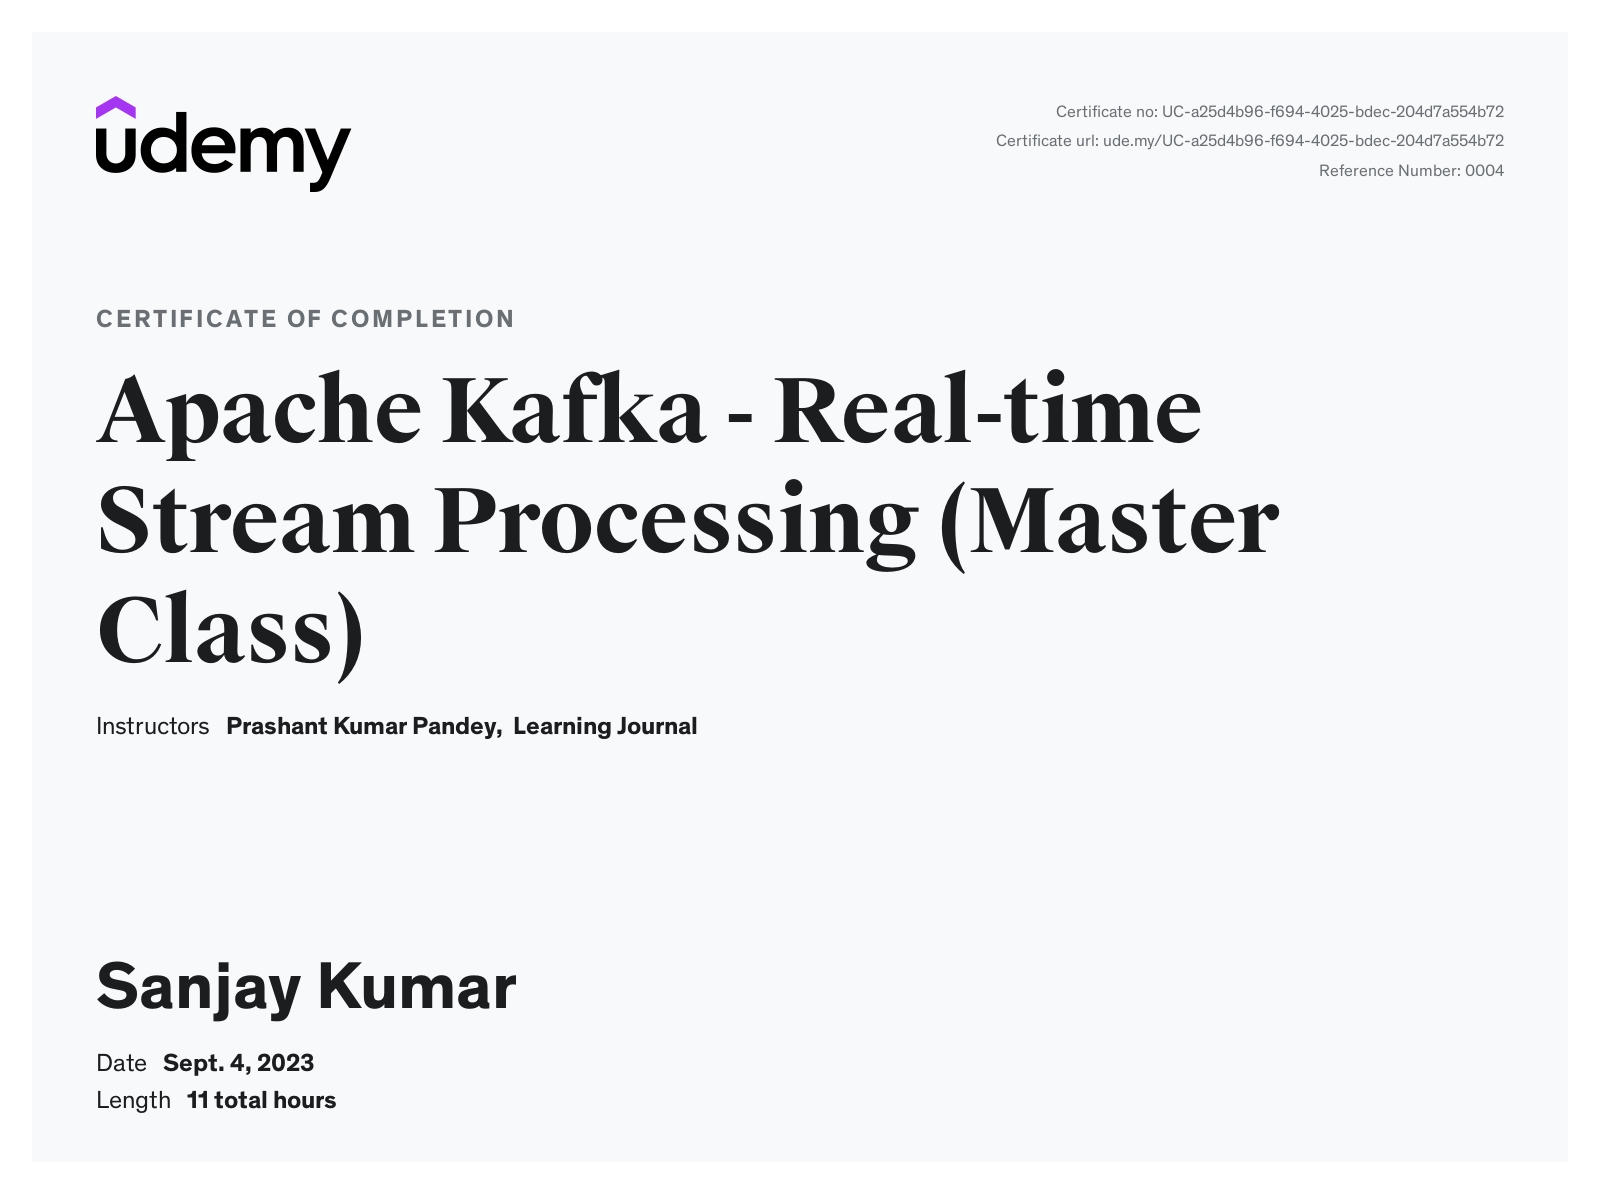 udemy
Certificate no: UC-a25d4b96-f694-4025-bdec-204d7a554b72
Certificate url: ude.my/UC-a25d4b96-f694-4025-bdec-204d7a554b72
Reference Number: 0004
CERTIFICATE OF COMPLETION
Apache Kafka - Real-time
Stream Processing (Master
Class)
Instructors Prashant Kumar Pandey, Learning Journal
Sanjay Kumar
Date Sept. 4, 2023
Length 11 total hours